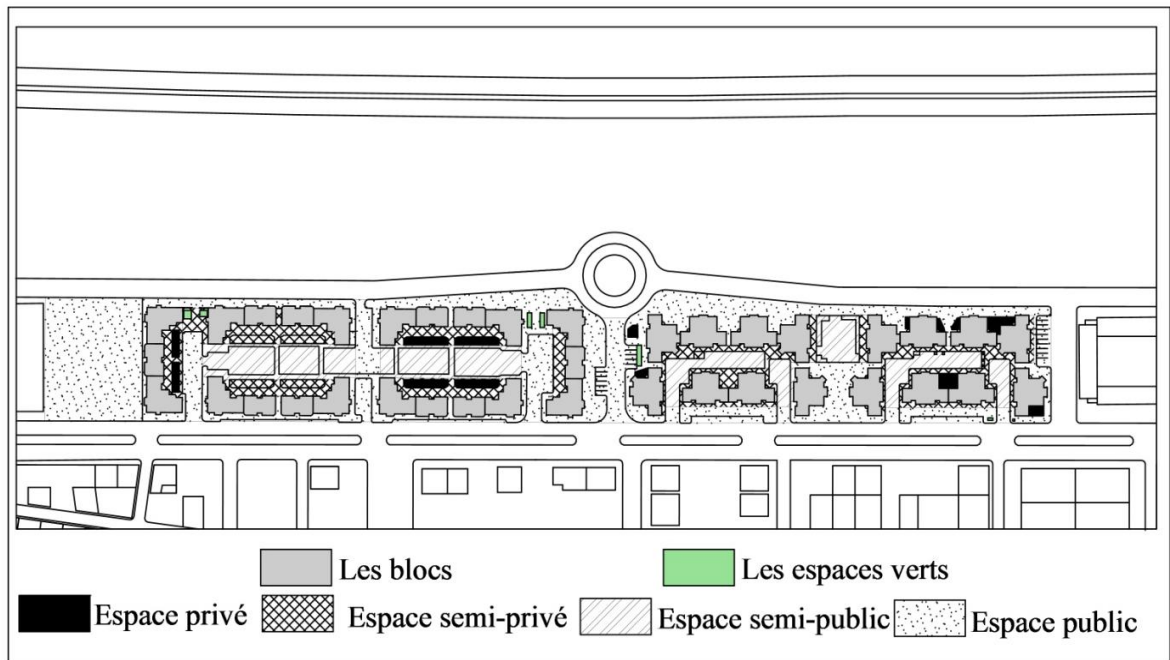 Les blocs
Les espaces verts
Espace privé
Espace semi-privé
Espace semi-public
Espace public